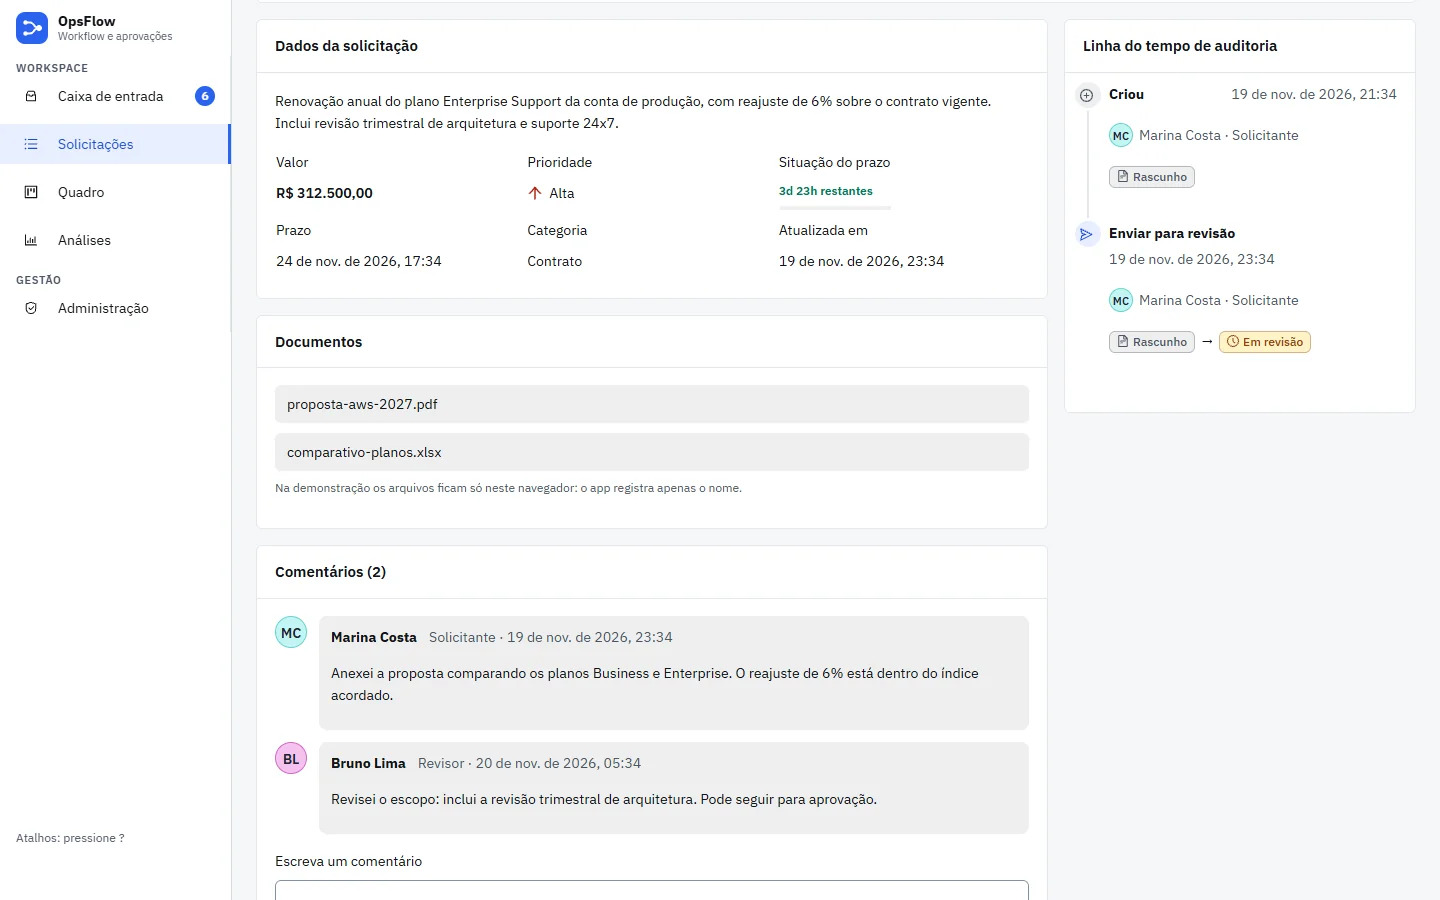 OpsFlow
Workflow e aprovações
WORKSPACE
Caixa de entrada 6
Solicitações
Quadro
Análises
GESTÃO
Administração
Atalhos: pressione ?
Dados da solicitação
Renovação anual do plano Enterprise Support da conta de produção, com reajuste de 6% sobre o contrato vigente.
Inclui revisão trimestral de arquitetura e suporte 24x7.
Valor
R$ 312.500,00
Prioridade
Alta
Situação do prazo
3d 23h restantes
Prazo
24 de nov. de 2026, 17:34
Categoria
Contrato
Atualizada em
19 de nov. de 2026, 23:34
Documentos
proposta-aws-2027.pdf
comparativo-planos.xlsx
Na demonstração os arquivos ficam só neste navegador: o app registra apenas o nome.
Comentários (2)
MC
Marina Costa Solicitante · 19 de nov. de 2026, 23:34
Anexei a proposta comparando os planos Business e Enterprise. O reajuste de 6% está dentro do índice
acordado.
BL
Bruno Lima Revisor · 20 de nov. de 2026, 05:34
Revisei o escopo: inclui a revisão trimestral de arquitetura. Pode seguir para aprovação.
Escreva um comentário
Linha do tempo de auditoria
Criou 19 de nov. de 2026, 21:34
MC Marina Costa · Solicitante
Rascunho
Enviar para revisão
19 de nov. de 2026, 23:34
MC Marina Costa · Solicitante
Rascunho → Em revisão